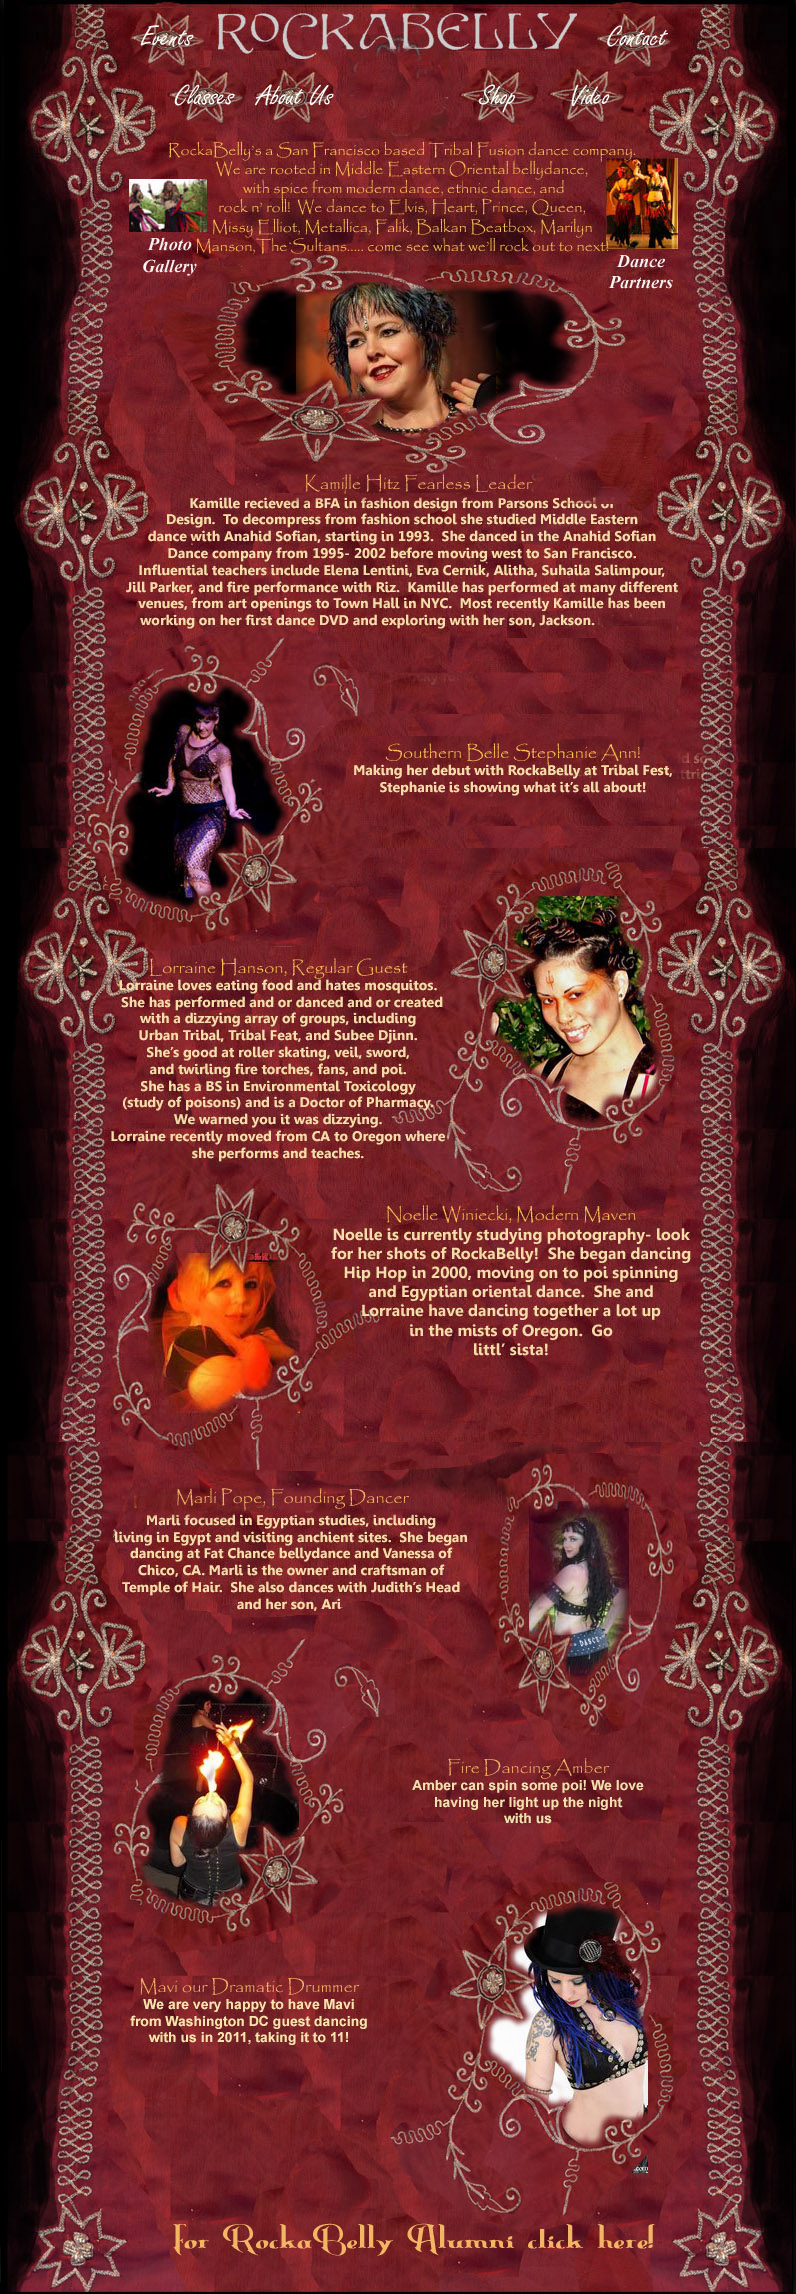 Events
ROCKABELLY
Contact
Classes
About Us
Shop
Video
RockaBelly's a San Francisco based Tribal Fusion dance company.
We are rooted in Middle Eastern Oriental bellydance,
with spice from modern dance, ethnic dance, and
rock n' roll! We dance to Elvis, Heart, Prince, Queen,
Missy Elliot, Metallica, Falik, Balkan Beatbox, Marilyn
Manson, The Sultans..... come see what we'll rock out to next!
Photo
Gallery
Dance
Partners
Kamille Hitz Fearless Leader
Kamille recieved a BFA in fashion design from Parsons School of
Design. To decompress from fashion school she studied Middle Eastern
dance with Anahid Sofian, starting in 1993. She danced in the Anahid Sofian
Dance company from 1995- 2002 before moving west to San Francisco.
Influential teachers include Elena Lentini, Eva Cernik, Alitha, Suhaila Salimpour,
Jill Parker, and fire performance with Riz. Kamille has performed at many different
venues, from art openings to Town Hall in NYC. Most recently Kamille has been
working on her first dance DVD and exploring with her son, Jackson.
Southern Belle Stephanie Ann!
Making her debut with RockaBelly at Tribal Fest,
Stephanie is showing what it's all about!
Lorraine Hanson, Regular Guest
Lorraine loves eating food and hates mosquitos.
She has performed and or danced and or created
with a dizzying array of groups, including
Urban Tribal, Tribal Feat, and Subee Djinn.
She's good at roller skating, veil, sword,
and twirling fire torches, fans, and poi.
She has a BS in Environmental Toxicology
(study of poisons) and is a Doctor of Pharmacy.
We warned you it was dizzying.
Lorraine recently moved from CA to Oregon where
she performs and teaches.
Noelle Winiecki, Modern Maven
Noelle is currently studying photography- look
for her shots of RockaBelly! She began dancing
Hip Hop in 2000, moving on to poi spinning
and Egyptian oriental dance. She and
Lorraine have dancing together a lot up
in the mists of Oregon. Go
littl' sista!
Marli Pope, Founding Dancer
Marli focused in Egyptian studies, including
living in Egypt and visiting anchient sites. She began
dancing at Fat Chance bellydance and Vanessa of
Chico, CA. Marli is the owner and craftsman of
Temple of Hair. She also dances with Judith's Head
and her son, Ari
DANCE
Fire Dancing Amber
Amber can spin some poi! We love
having her light up the night
with us
Mavi our Dramatic Drummer
We are very happy to have Mavi
from Washington DC guest dancing
with us in 2011, taking it to 11!
.com
For RockaBelly Alumni click here!